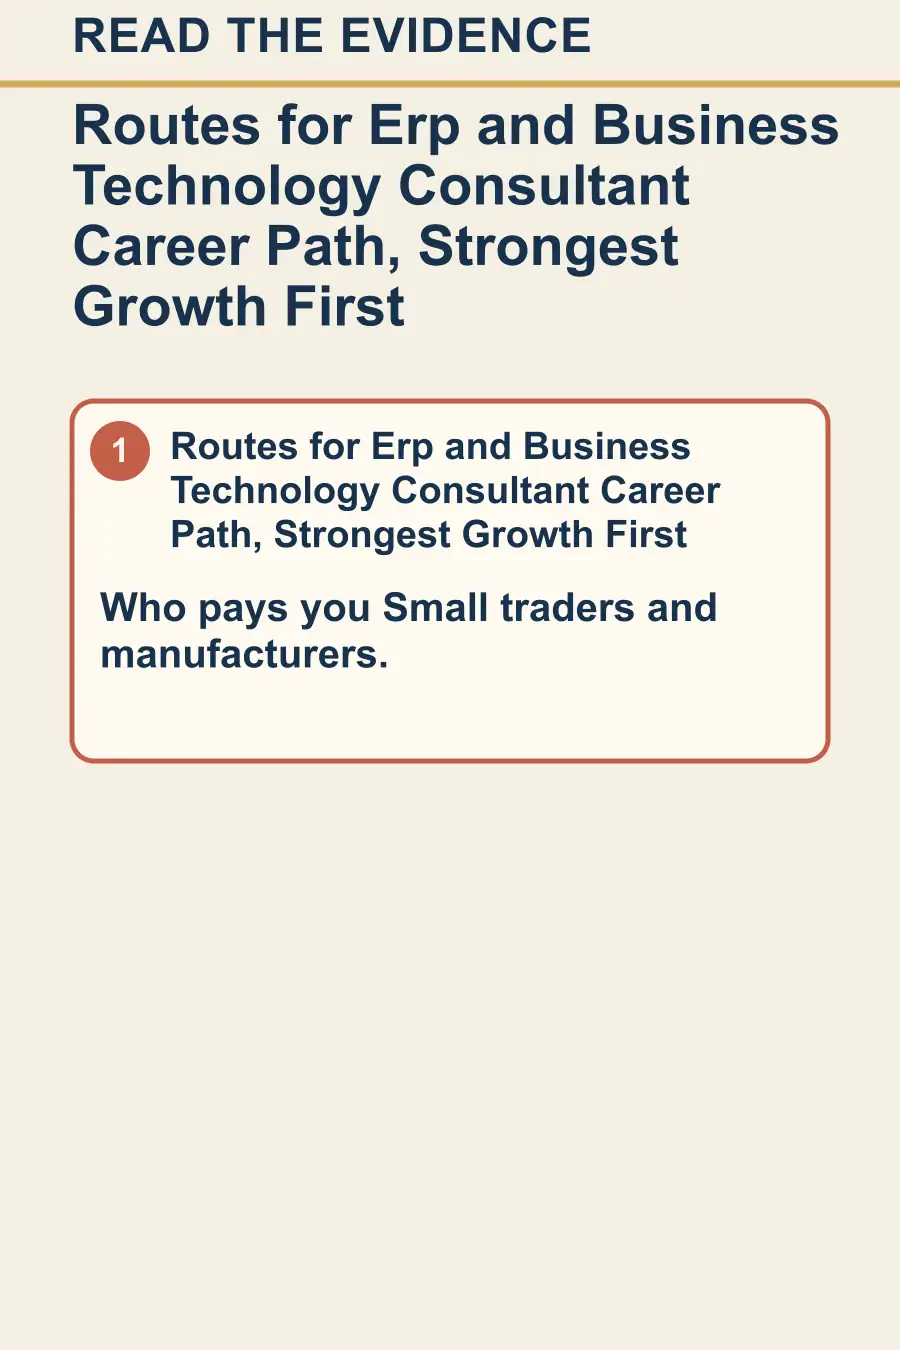 READ THE EVIDENCE
Routes for Erp and Business
Technology Consultant
Career Path, Strongest
Growth First
1
Routes for Erp and Business
Technology Consultant Career
Path, Strongest Growth First
Who pays you Small traders and
manufacturers.